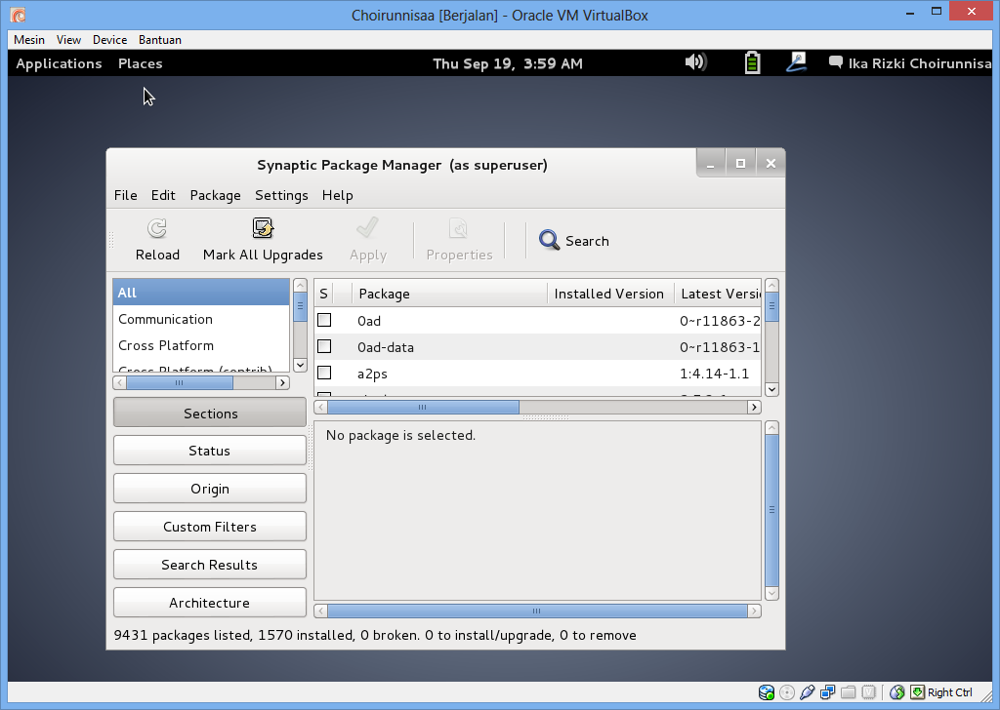 Choirunnisaa [Berjalan] - Oracle VM VirtualBox
Mesin View Device Bantuan
Applications Places Thu Sep 19, 3:59 AM Ika Rizki Choirunnisa
Synaptic Package Manager (as superuser)
File Edit Package Settings Help
Reload Mark All Upgrades Apply Properties Search
All
Communication
Cross Platform
Cross Platform (contrib)
S Package Installed Version Latest Versi
0ad 0~r11863-2
0ad-data 0~r11863-1
a2ps 1:4.14-1.1
Sections
Status
Origin
Custom Filters
Search Results
Architecture
No package is selected.
9431 packages listed, 1570 installed, 0 broken. 0 to install/upgrade, 0 to remove
Right Ctrl